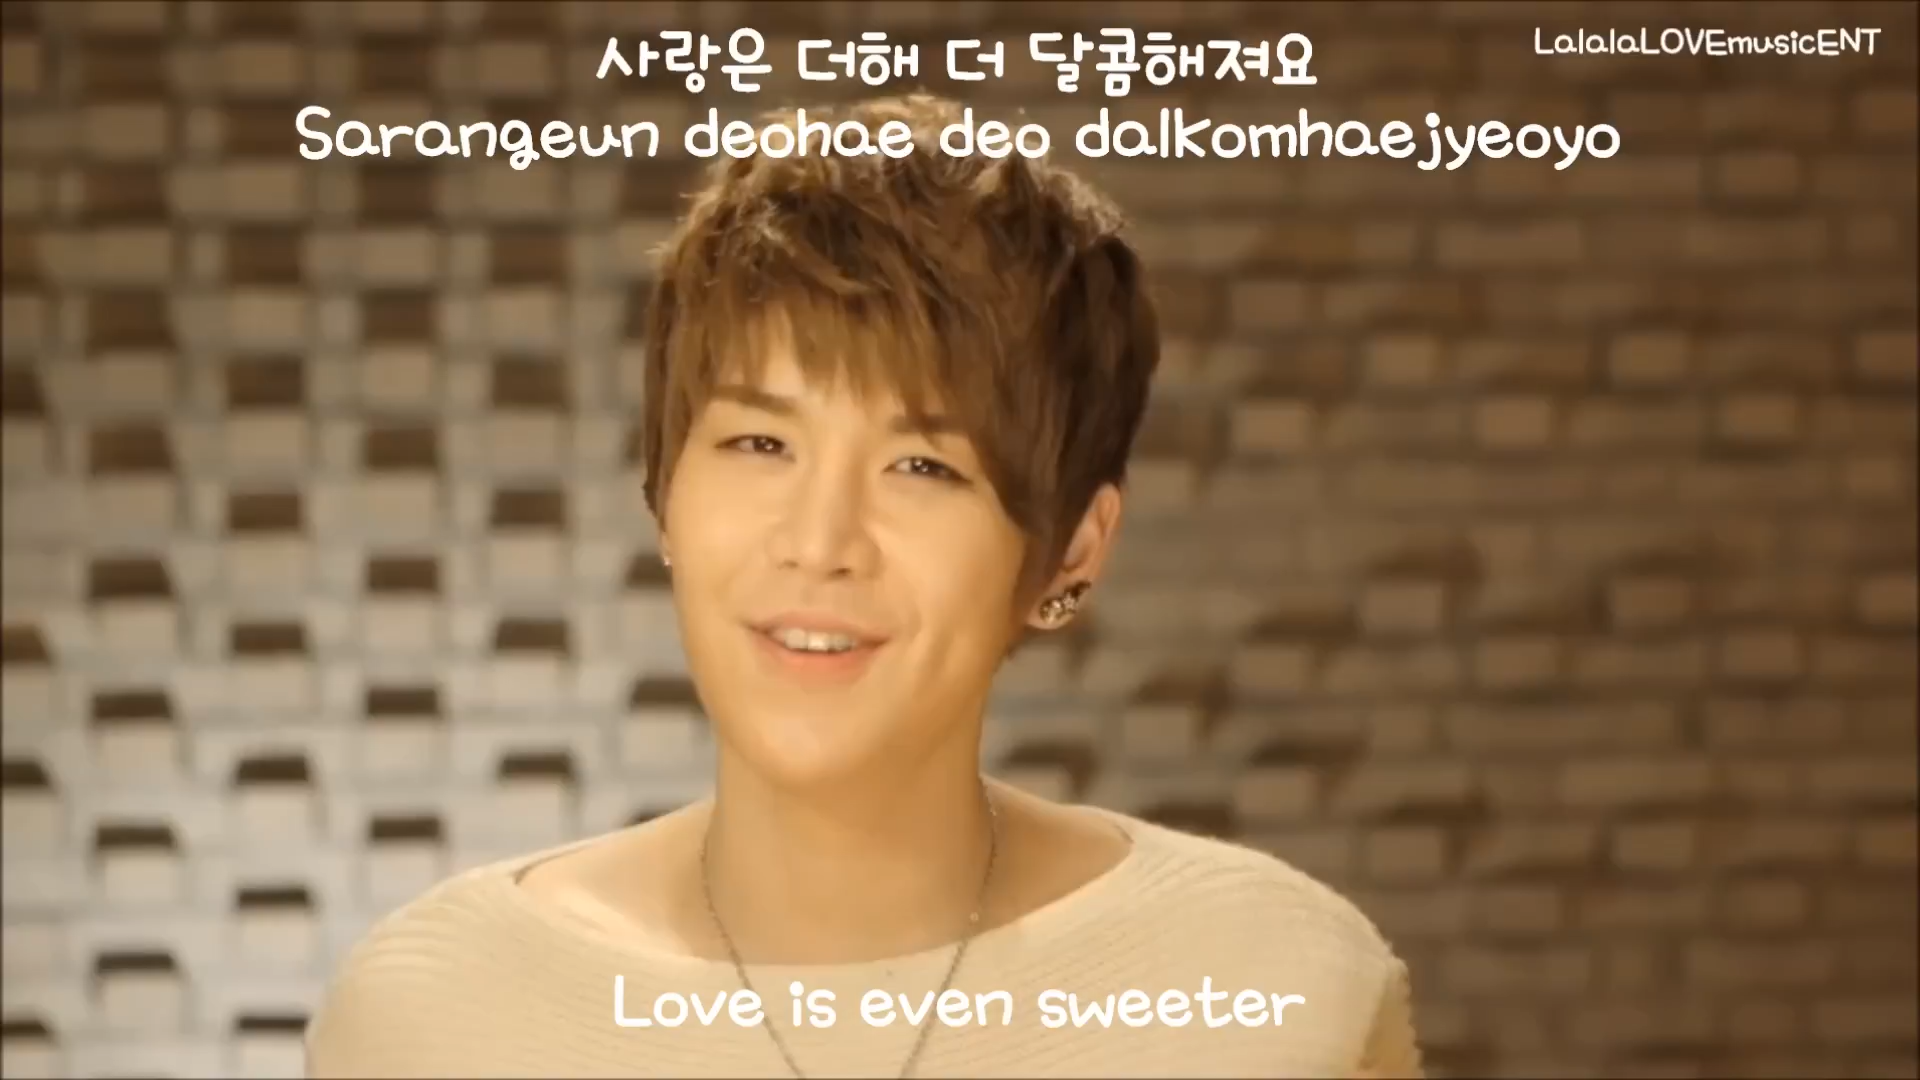 LalalaLOVEmusicENT
사랑은 더해 더 달콤해져요
Sarangeun deohae deo dalkomhaejyeoyo
Love is even sweeter